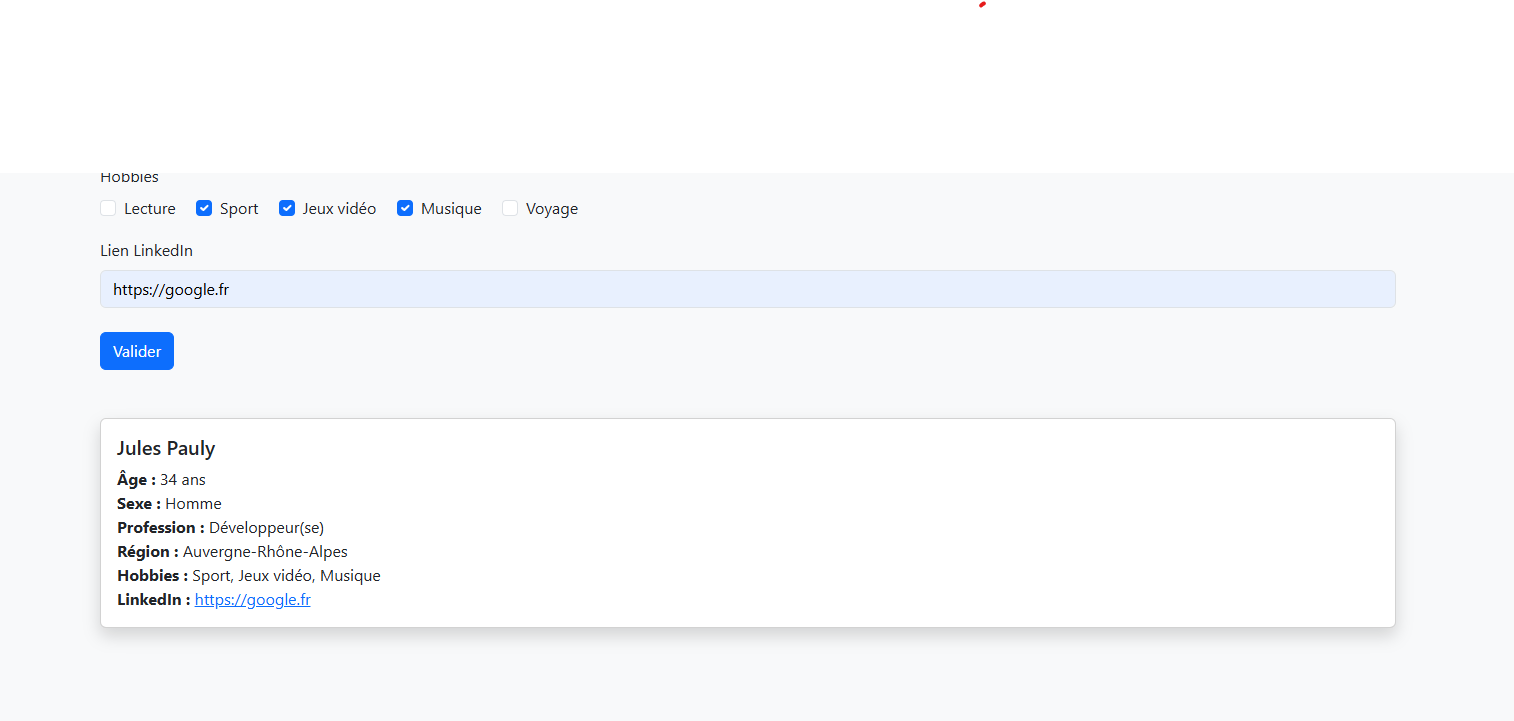 Hobbies
Lecture Sport Jeux vidéo Musique Voyage
Lien LinkedIn
https://google.fr
Valider
Jules Pauly
Âge : 34 ans
Sexe : Homme
Profession : Développeur(se)
Région : Auvergne-Rhône-Alpes
Hobbies : Sport, Jeux vidéo, Musique
LinkedIn : https://google.fr